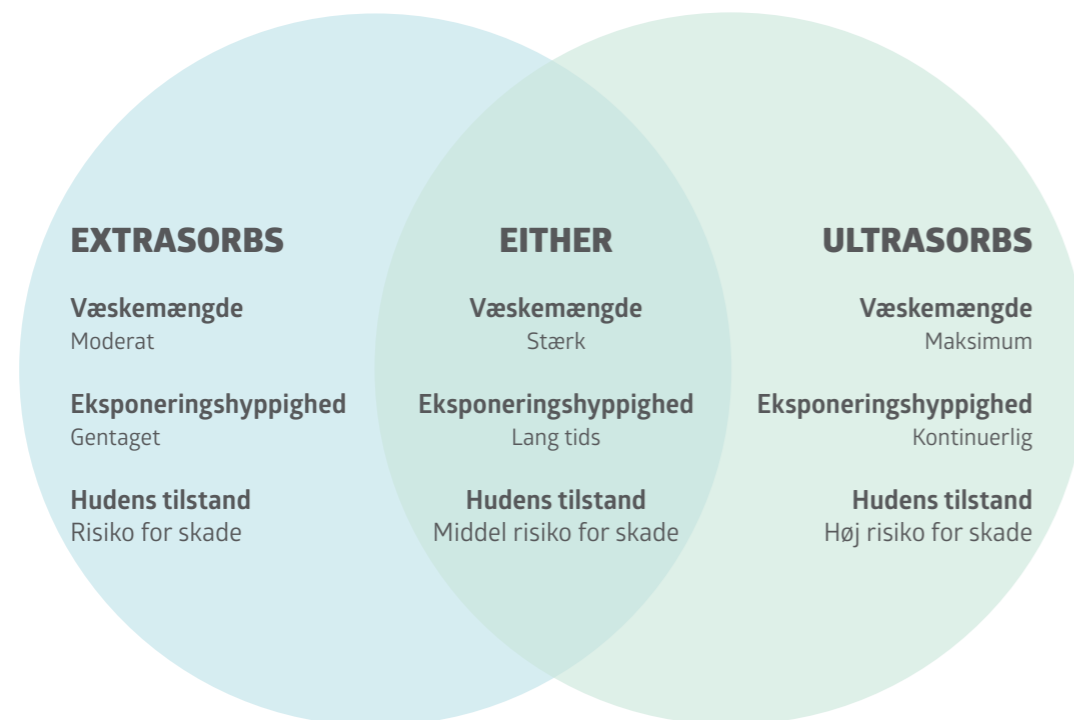 EXTRASORBS
Væskemængde
Moderat
Eksponeringshyppighed
Gentaget
Hudens tilstand
Risiko for skade
EITHER
Væskemængde
Stærk
Eksponeringshyppighed
Lang tids
Hudens tilstand
Middel risiko for skade
ULTRASORBS
Væskemængde
Maksimum
Eksponeringshyppighed
Kontinuerlig
Hudens tilstand
Høj risiko for skade